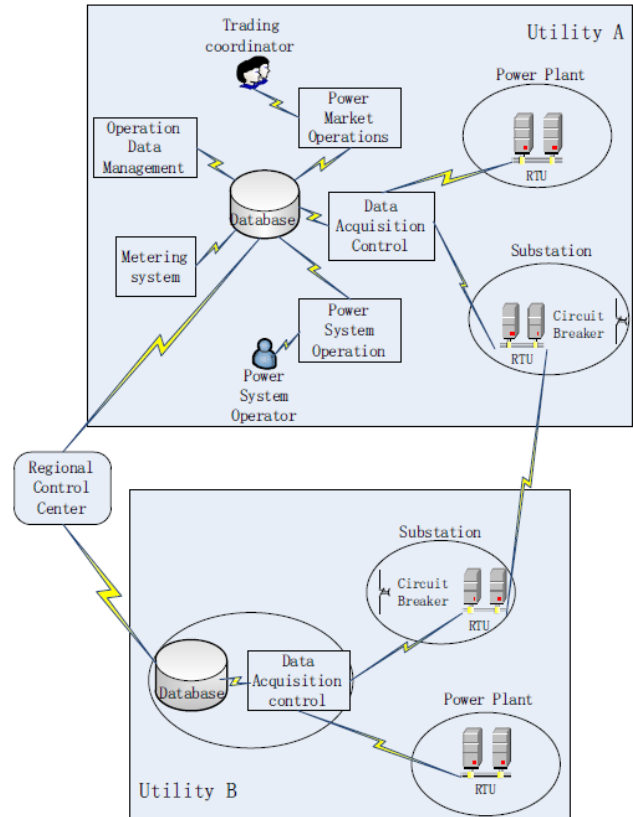 Utility A
Trading
coordinator
Power Plant
RTU
Power
Market
Operations
Operation
Data
Management
Database
Data
Acquisition
Control
Metering
system
Substation
Circuit
Breaker
RTU
Power
System
Operation
Power
System
Operator
Regional
Control
Center
Substation
Circuit
Breaker
RTU
Data
Acquisition
control
Database
Power Plant
RTU
Utility B